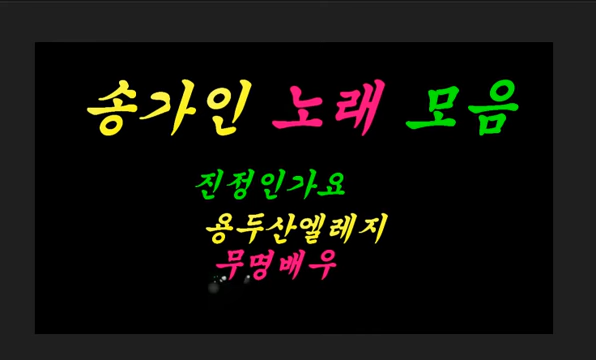 송가인 노래 모음
진정인가요
용두산엘레지
무명배우